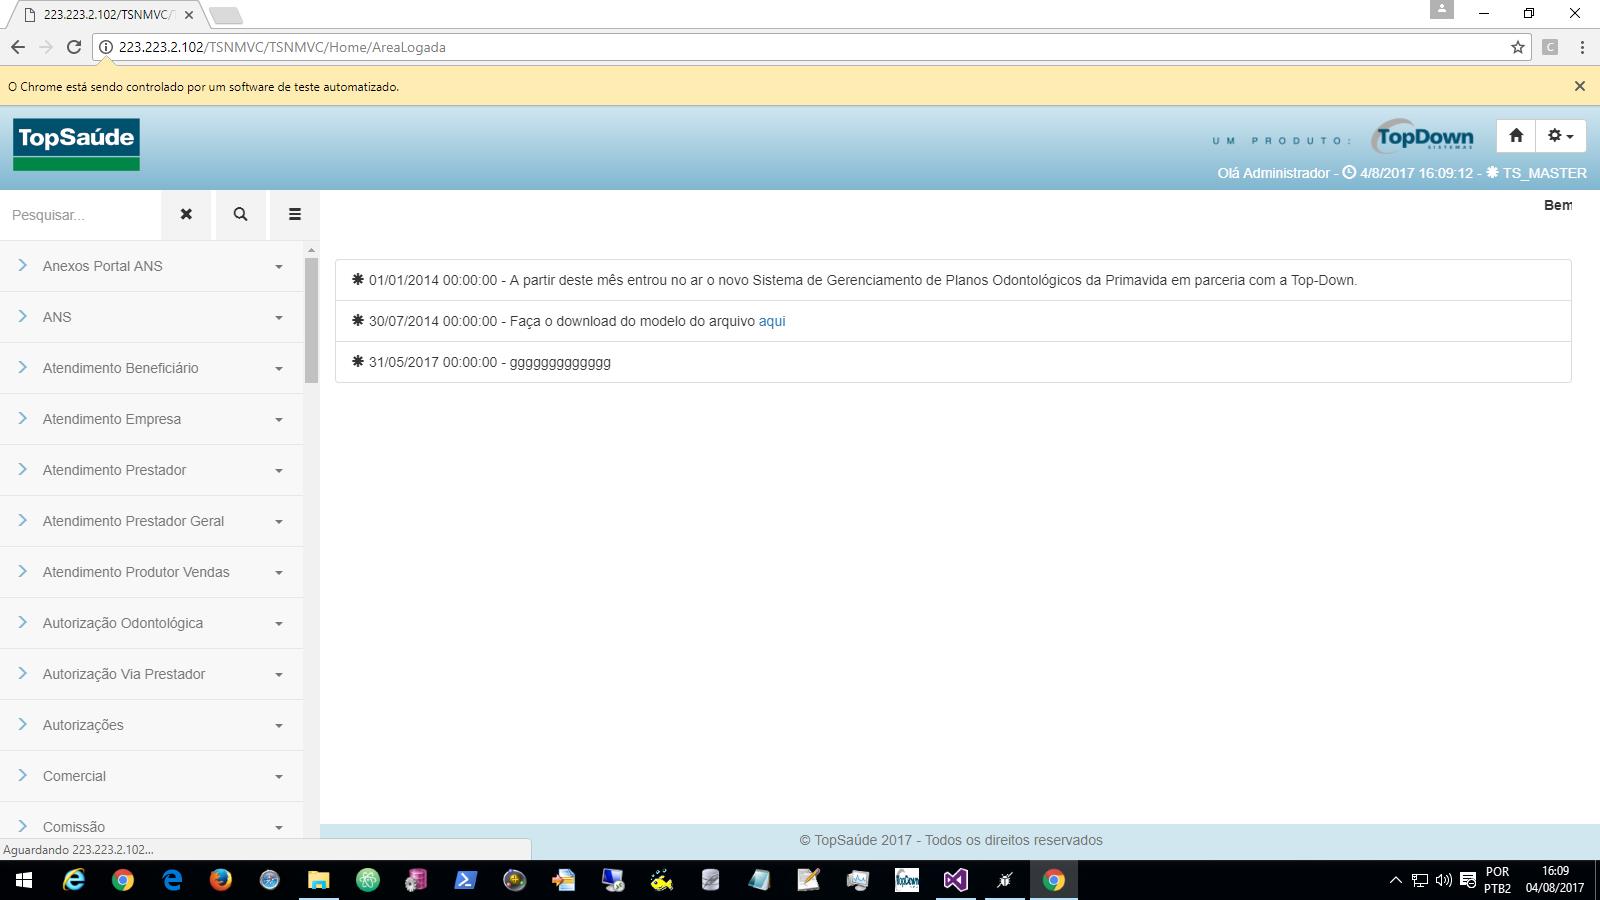 223.223.2.102/TSNMVC/
223.223.2.102/TSNMVC/TSNMVC/Home/AreaLogada
C
O Chrome está sendo controlado por um software de teste automatizado.
TopSaúde
UM PRODUTO:
TopDown
SISTEMAS
Olá Administrador - 4/8/2017 16:09:12 - TS_MASTER
Pesquisar...
Bem
Anexos Portal ANS
ANS
Atendimento Beneficiário
Atendimento Empresa
Atendimento Prestador
Atendimento Prestador Geral
Atendimento Produtor Vendas
Autorização Odontológica
Autorização Via Prestador
Autorizações
Comercial
Comissão
01/01/2014 00:00:00 - A partir deste mês entrou no ar o novo Sistema de Gerenciamento de Planos Odontológicos da Primavida em parceria com a Top-Down.
30/07/2014 00:00:00 - Faça o download do modelo do arquivo aqui
31/05/2017 00:00:00 - ggggggggggggg
© TopSaúde 2017 - Todos os direitos reservados
Aguardando 223.223.2.102...
TopDown
POR
PTB2
16:09
04/08/2017